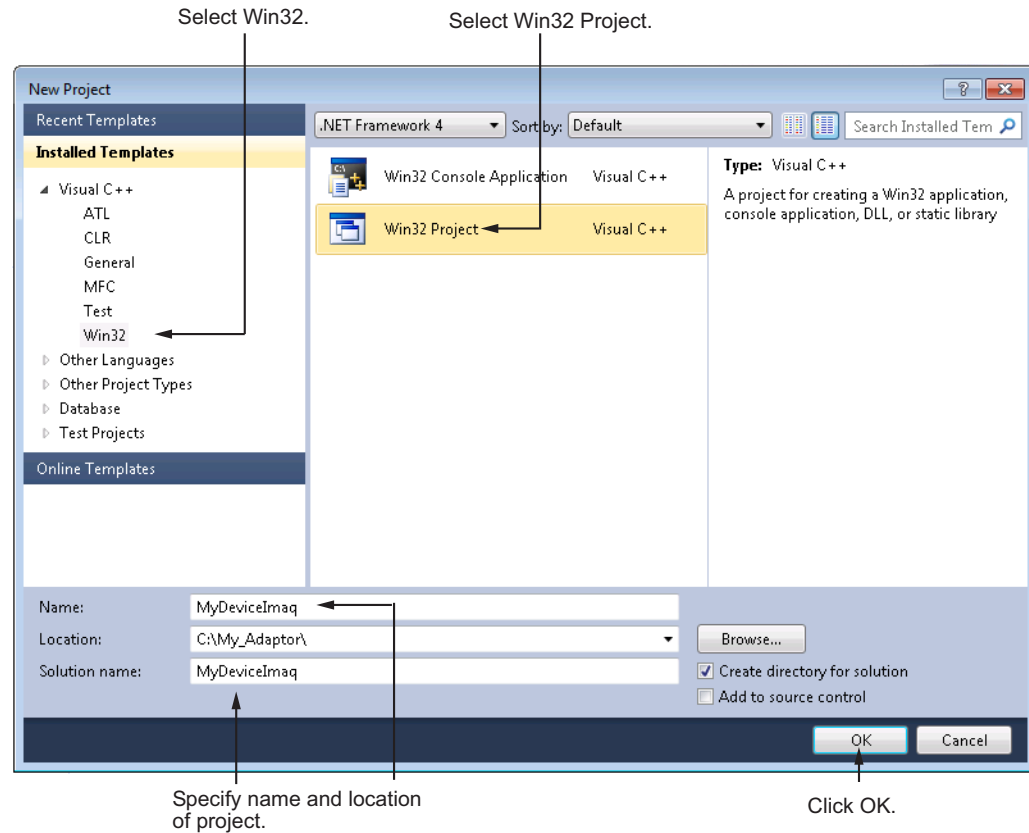 Select Win32.
Select Win32 Project.
New Project
Recent Templates
Installed Templates
Visual C++
ATL
CLR
General
MFC
Test
Win32
Other Languages
Other Project Types
Database
Test Projects
Online Templates
.NET Framework 4
Sort by: Default
Search Installed Tem
C:\
Win32 Console Application Visual C++
Win32 Project Visual C++
Type: Visual C++
A project for creating a Win32 application,
console application, DLL, or static library
Name: MyDeviceImaq
Location: C:\My_Adaptor\
Browse...
Solution name: MyDeviceImaq
Create directory for solution
Add to source control
OK Cancel
Specify name and location
of project.
Click OK.